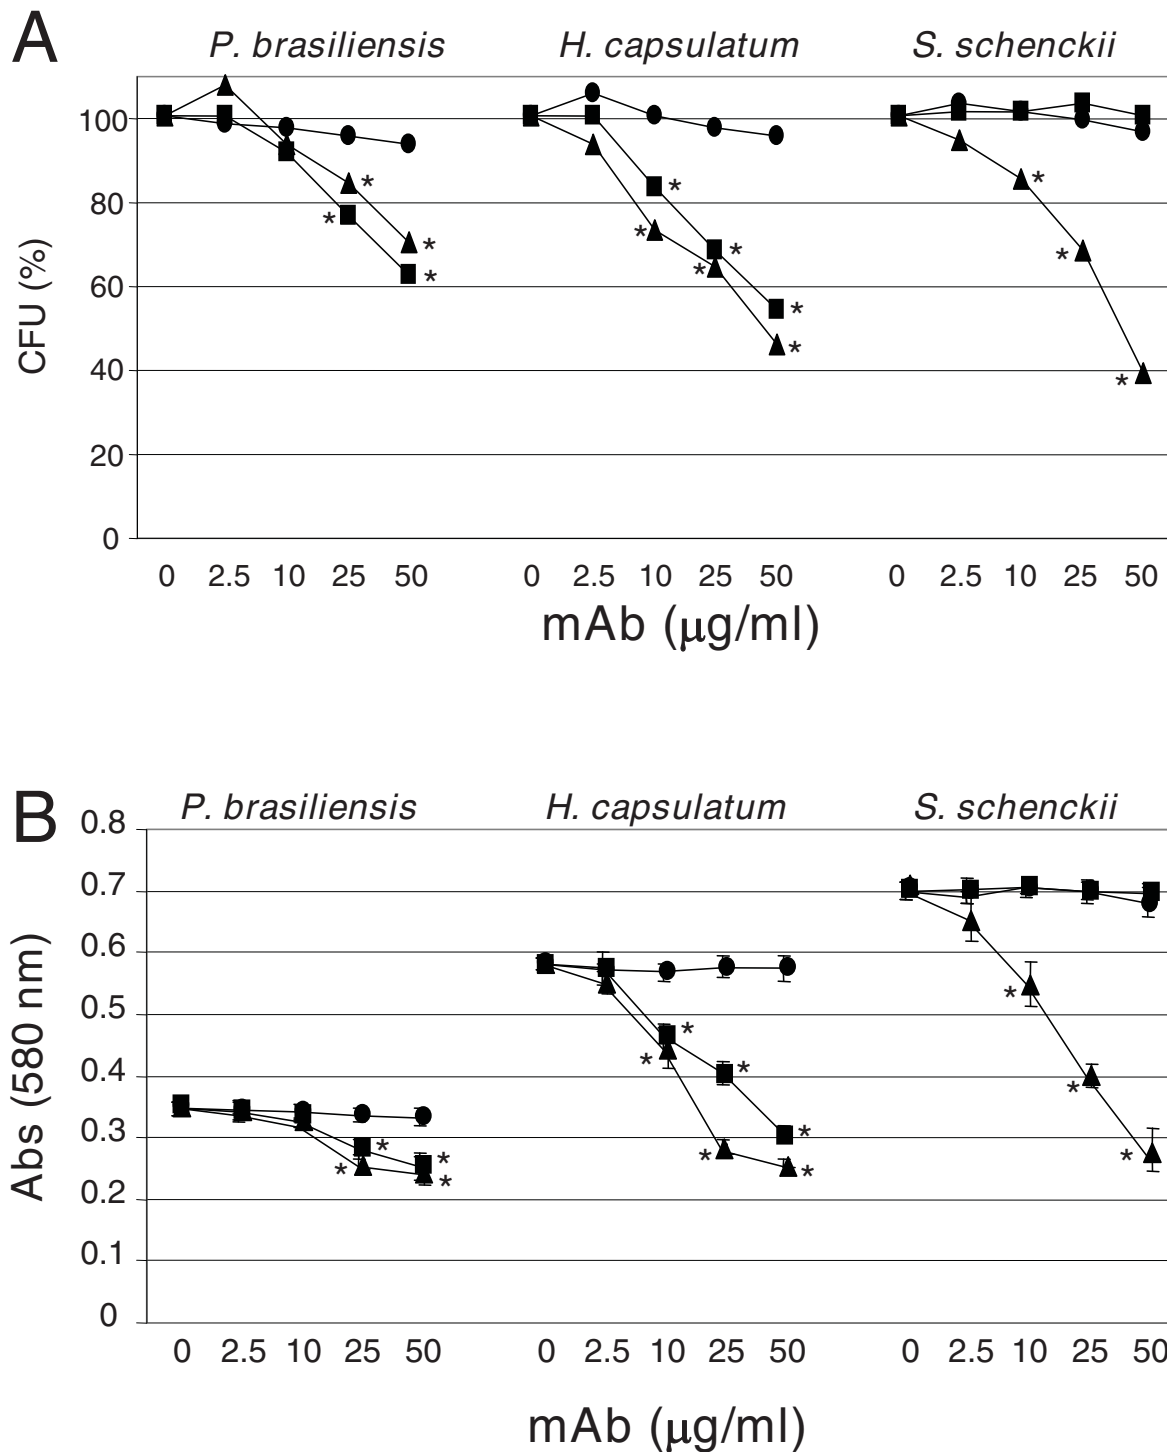 A
P. brasiliensis H. capsulatum S. schenckii
100
80
60
40
20
0
CFU (%)
* * * *
* * * * * *
* * *
0 2.5 10 25 50 0 2.5 10 25 50 0 2.5 10 25 50
mAb (μg/ml)
B
P. brasiliensis H. capsulatum S. schenckii
0.8
0.7
0.6
0.5
0.4
0.3
0.2
0.1
0
Abs (580 nm)
* * * *
* * * * * *
* * *
0 2.5 10 25 50 0 2.5 10 25 50 0 2.5 10 25 50
mAb (μg/ml)